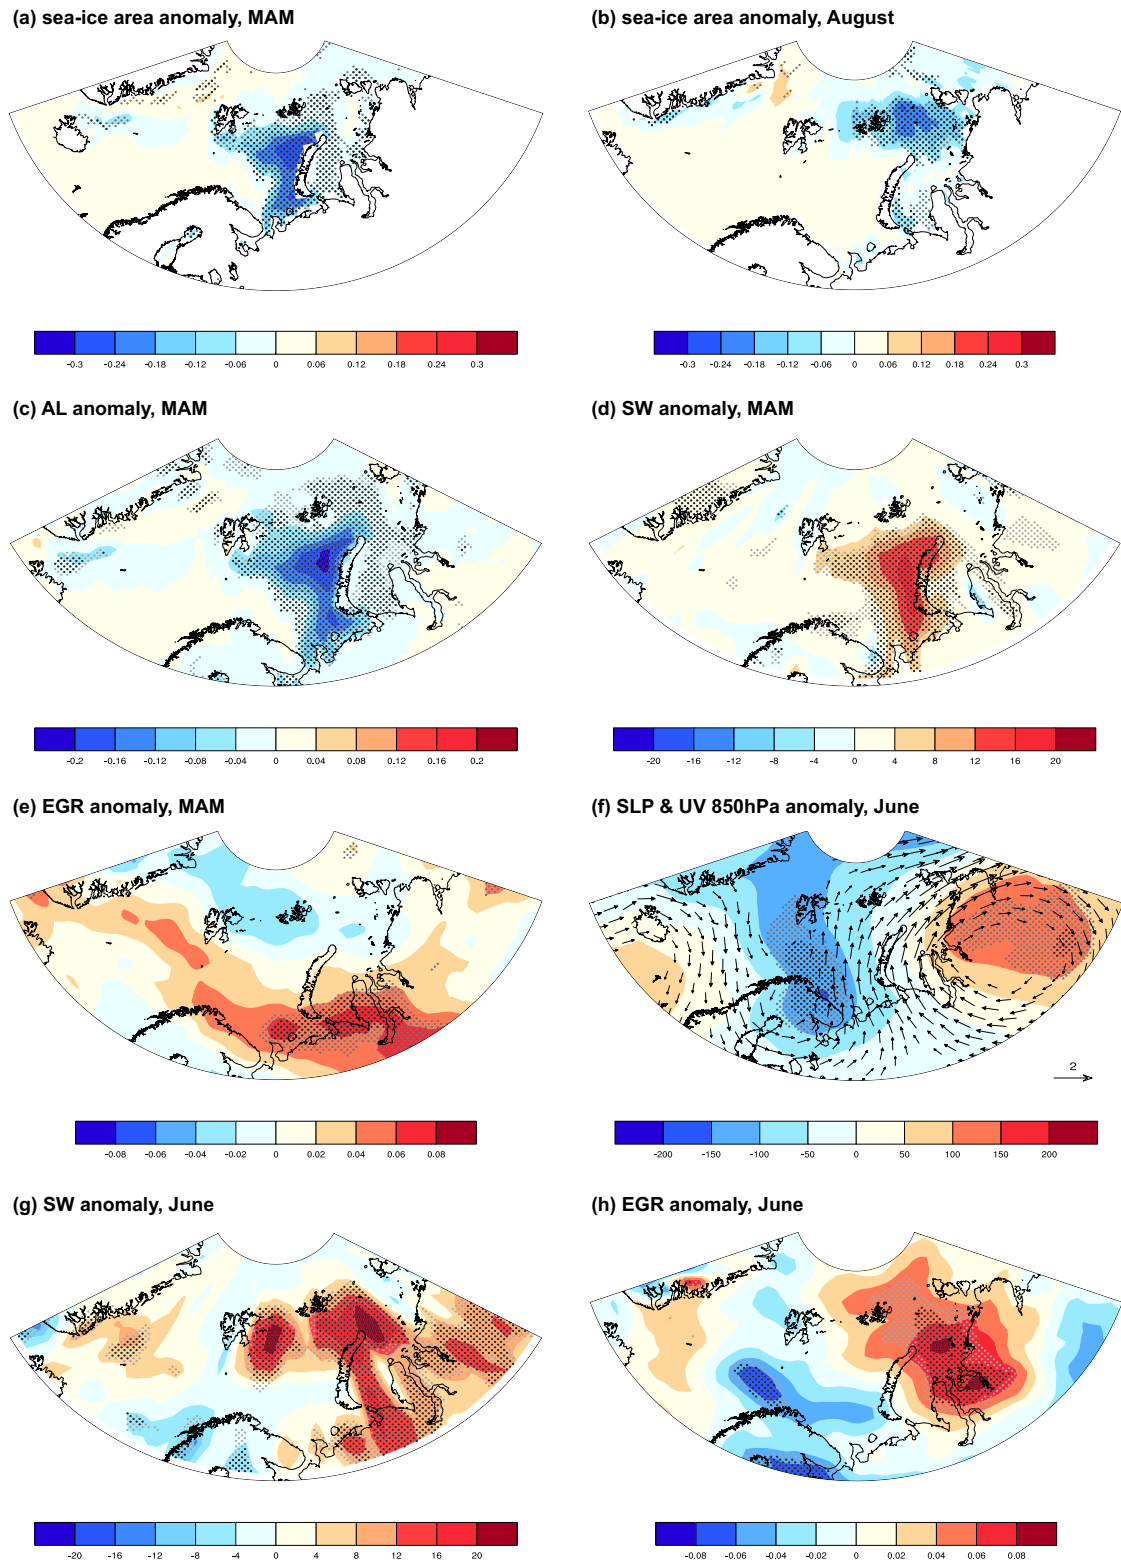 (a) sea-ice area anomaly, MAM
(b) sea-ice area anomaly, August
-0.3 -0.24 -0.18 -0.12 -0.06 0 0.06 0.12 0.18 0.24 0.3
-0.3 -0.24 -0.18 -0.12 -0.06 0 0.06 0.12 0.18 0.24 0.3
(c) AL anomaly, MAM
(d) SW anomaly, MAM
-0.2 -0.16 -0.12 -0.08 -0.04 0 0.04 0.08 0.12 0.16 0.2
-20 -16 -12 -8 -4 0 4 8 12 16 20
(e) EGR anomaly, MAM
(f) SLP & UV 850hPa anomaly, June
2
-0.08 -0.06 -0.04 -0.02 0 0.02 0.04 0.06 0.08
-200 -150 -100 -50 0 50 100 150 200
(g) SW anomaly, June
(h) EGR anomaly, June
-20 -16 -12 -8 -4 0 4 8 12 16 20
-0.08 -0.06 -0.04 -0.02 0 0.02 0.04 0.06 0.08